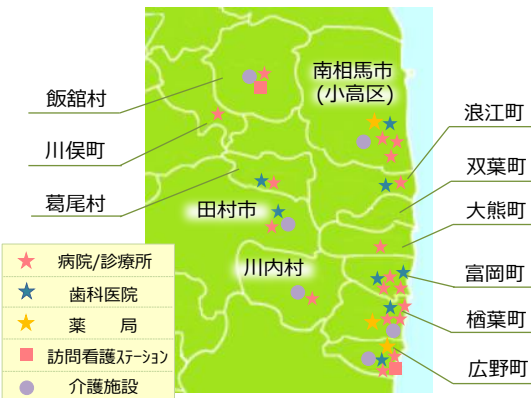 飯舘村
川俣町
葛尾村
南相馬市
(小高区)
田村市
川内村
浪江町
双葉町
大熊町
富岡町
楢葉町
広野町
病院/診療所
歯科医院
薬　局
訪問看護ステーション
介護施設